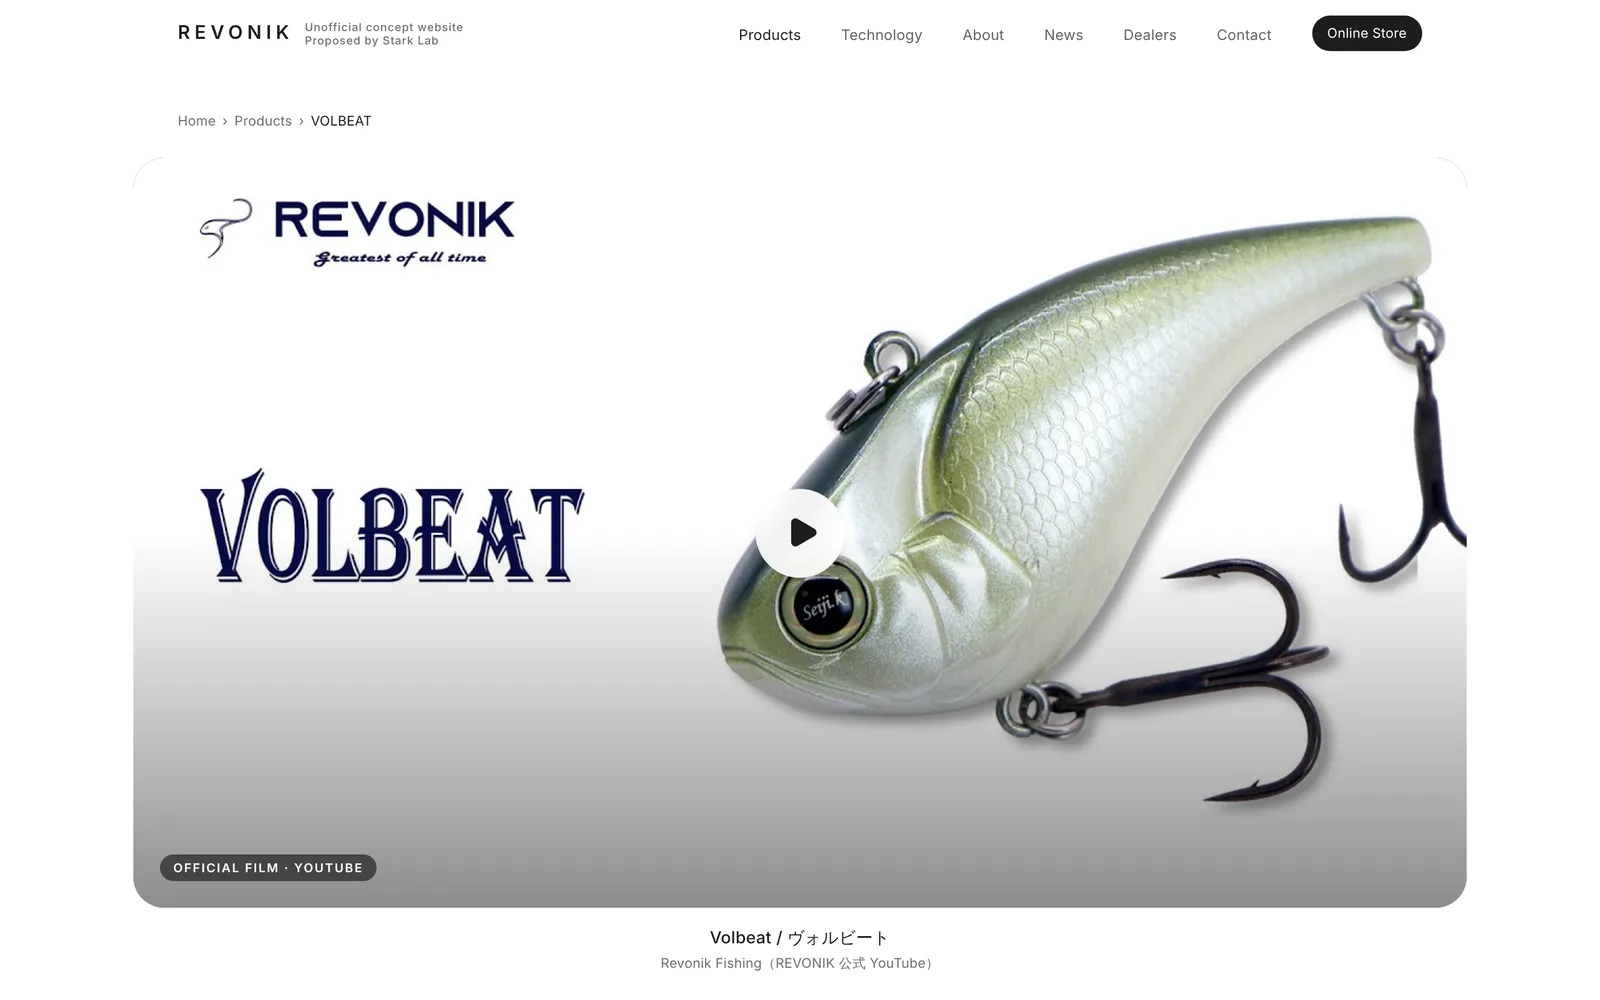 REVONIK
Unofficial concept website
Proposed by Stark Lab
Products
Technology
About
News
Dealers
Contact
Online Store
Home › Products › VOLBEAT
REVONIK
Greatest of all time
VOLBEAT
Seiji.k
OFFICIAL FILM · YOUTUBE
Volbeat / ヴォルビート
Revonik Fishing（REVONIK 公式 YouTube）